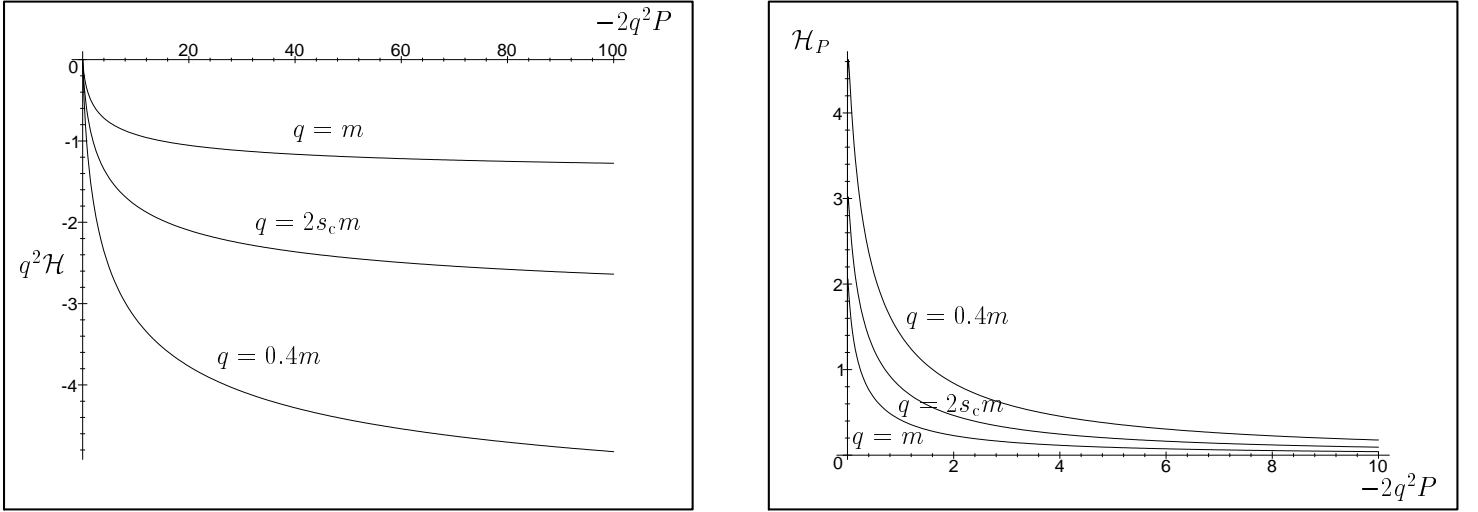 −2q²P
20 40 60 80 100
0
q = m
-1
q = 2s_c m
-2
q²ℋ
-3
q = 0.4m
-4
ℋ_P
4
3
2
q = 0.4m
1
q = 2s_c m
q = m
0 2 4 6 8 10
−2q²P